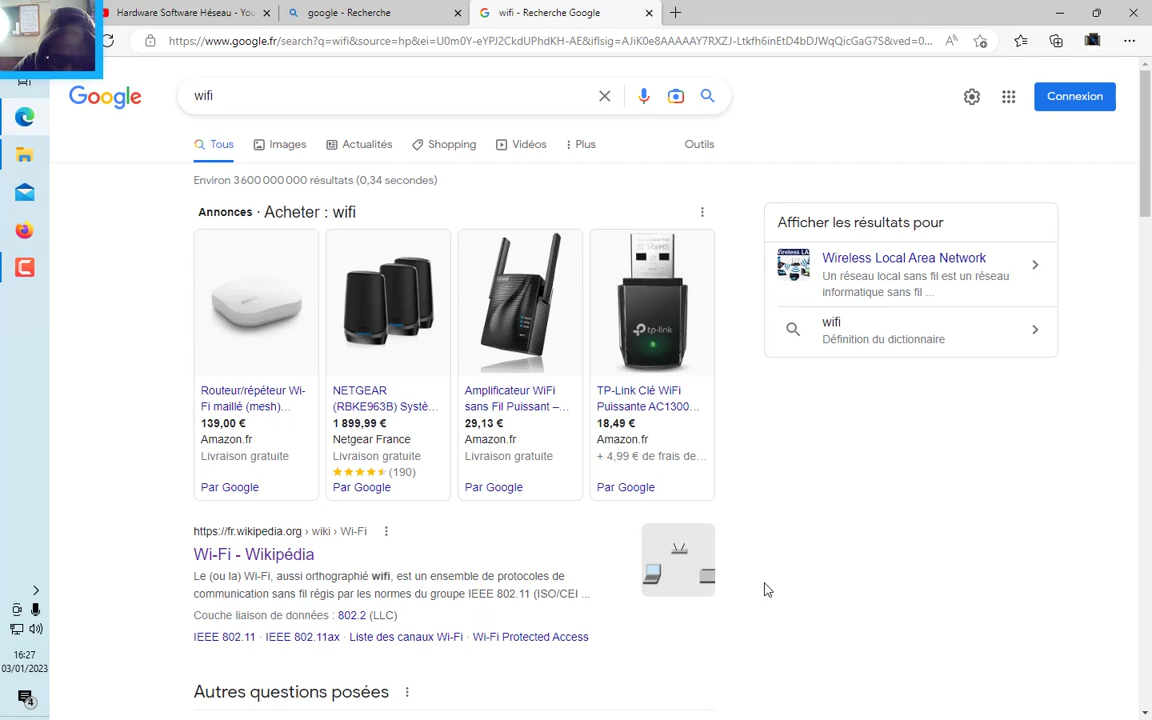 Hardware Software Héseau - You
google - Recherche
wifi - Recherche Google
https://www.google.fr/search?q=wifi&source=hp&ei=U0m0Y-eYPJ2CkdUPhdKH-AE&iflsig=AJiK0e8AAAAAY7RXZJ-Ltkfh6inEtD4bDJWqQicGaG7S&ved=0...
Google
wifi
Connexion
Tous
Images
Actualités
Shopping
Vidéos
Plus
Outils
Environ 3 600 000 000 résultats (0,34 secondes)
Annonces · Acheter : wifi
Routeur/répéteur Wi-
Fi maillé (mesh)...
139,00 €
Amazon.fr
Livraison gratuite
Par Google
NETGEAR
(RBKE963B) Systè...
1 899,99 €
Netgear France
Livraison gratuite
(190)
Par Google
Amplificateur WiFi
sans Fil Puissant –...
29,13 €
Amazon.fr
Livraison gratuite
Par Google
tp-link
TP-Link Clé WiFi
Puissante AC1300...
18,49 €
Amazon.fr
+ 4,99 € de frais de...
Par Google
Afficher les résultats pour
Wireless Local Area Network
Un réseau local sans fil est un réseau
informatique sans fil ...
wifi
Définition du dictionnaire
https://fr.wikipedia.org › wiki › Wi-Fi
Wi-Fi - Wikipédia
Le (ou la) Wi-Fi, aussi orthographié wifi, est un ensemble de protocoles de
communication sans fil régis par les normes du groupe IEEE 802.11 (ISO/CEI ...
Couche liaison de données : 802.2 (LLC)
IEEE 802.11 · IEEE 802.11ax · Liste des canaux Wi-Fi · Wi-Fi Protected Access
Autres questions posées
16:27
03/01/2023
4